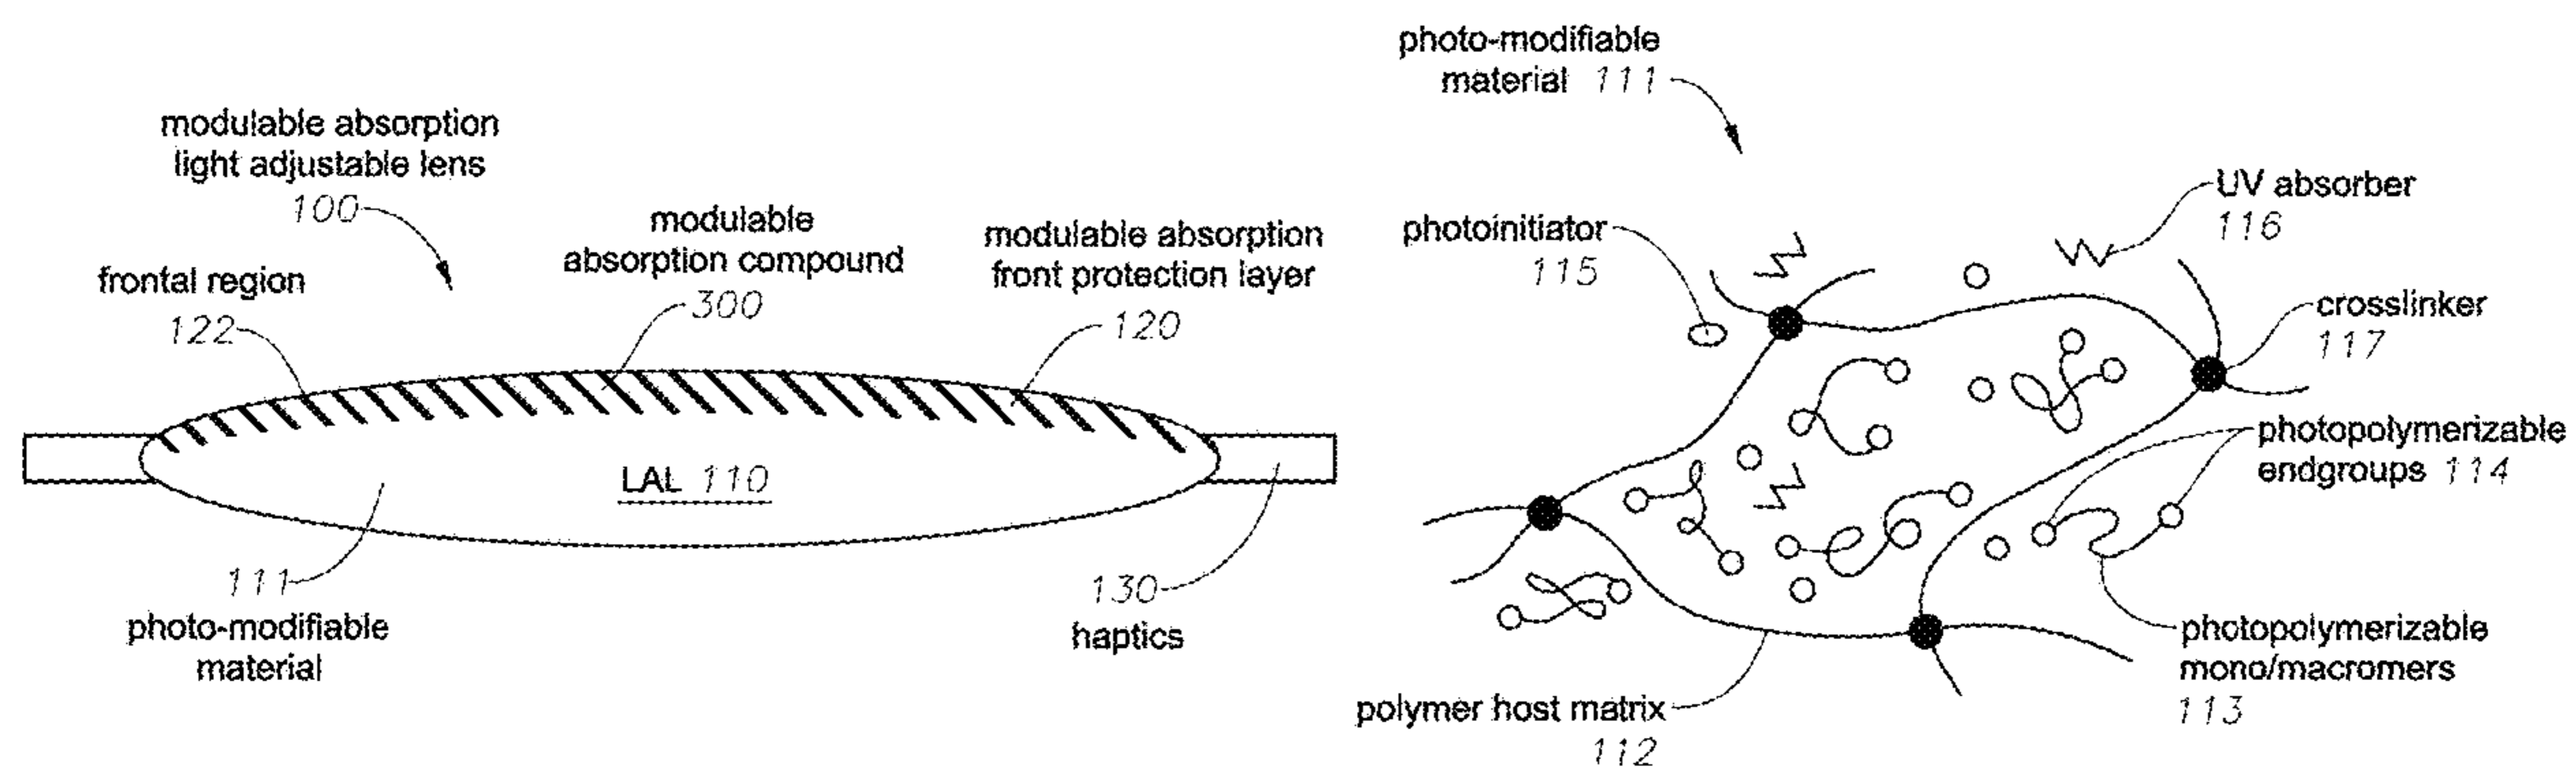 modulable absorption
light adjustable lens
100
frontal region
122
modulable
absorption compound
300
modulable absorption
front protection layer
120
LAL 110
111
photo-modifiable
material
130
haptics
photo-modifiable
material 111
photoinitiator
115
UV absorber
116
crosslinker
117
photopolymerizable
endgroups 114
photopolymerizable
mono/macromers
113
polymer host matrix
112